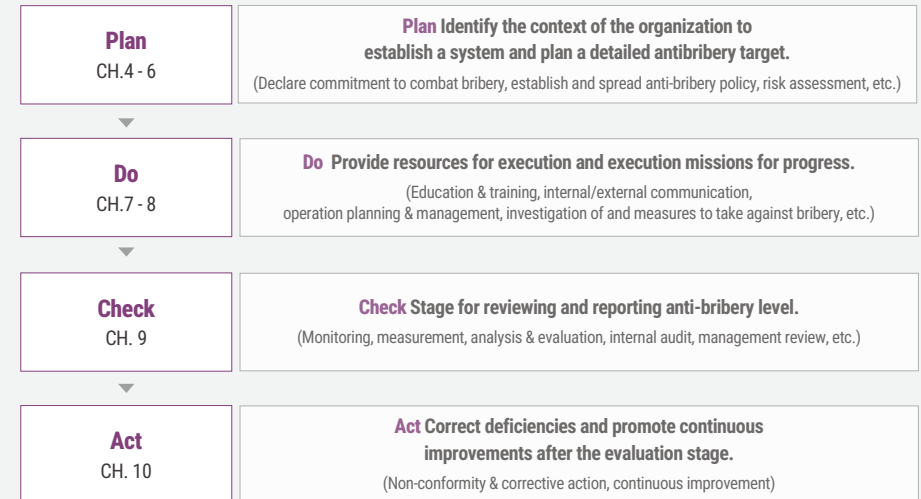 Plan
CH.4 - 6
Plan Identify the context of the organization to
establish a system and plan a detailed antibribery target.
(Declare commitment to combat bribery, establish and spread anti-bribery policy, risk assessment, etc.)
Do
CH.7 - 8
Do Provide resources for execution and execution missions for progress.
(Education & training, internal/external communication,
operation planning & management, investigation of and measures to take against bribery, etc.)
Check
CH. 9
Check Stage for reviewing and reporting anti-bribery level.
(Monitoring, measurement, analysis & evaluation, internal audit, management review, etc.)
Act
CH. 10
Act Correct deficiencies and promote continuous
improvements after the evaluation stage.
(Non-conformity & corrective action, continuous improvement)